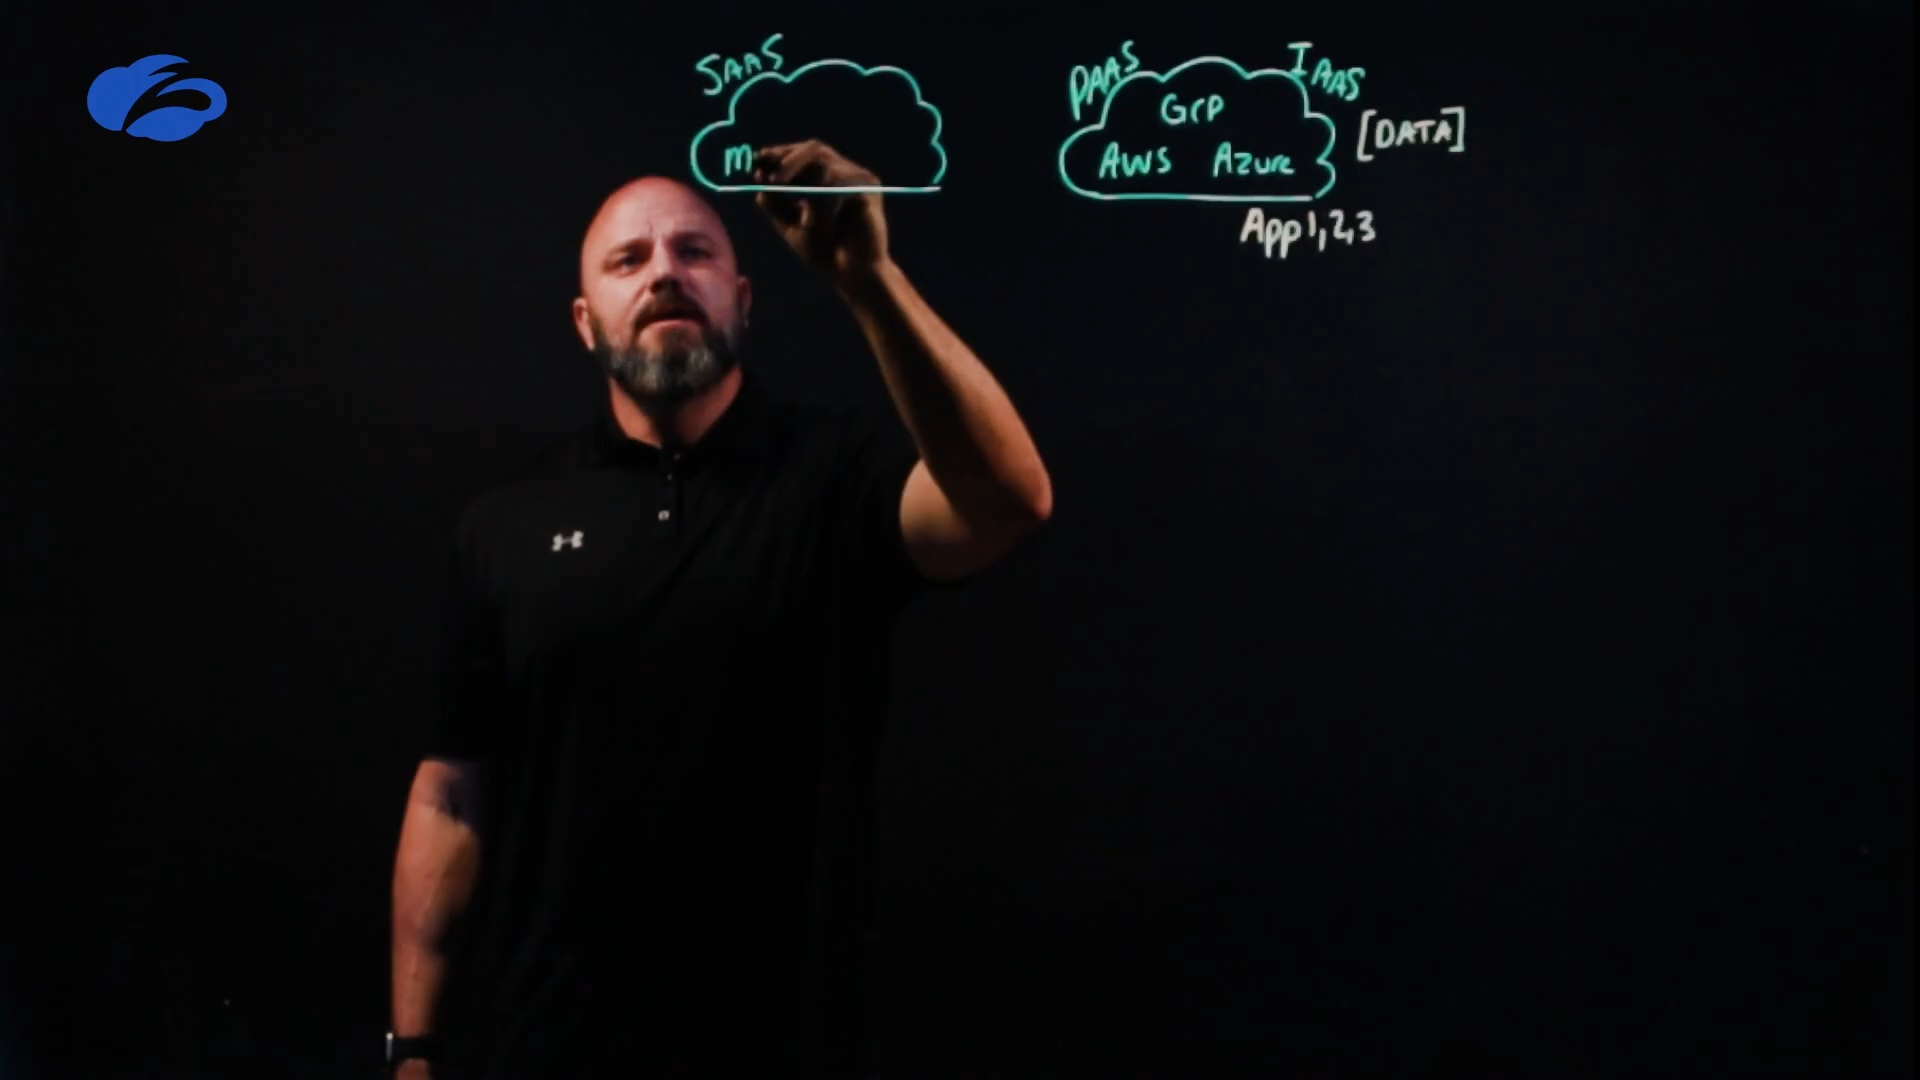 SAAS
PAAS
IAAS
GCP
[DATA]
M
AWS Azure
App 1,2,3